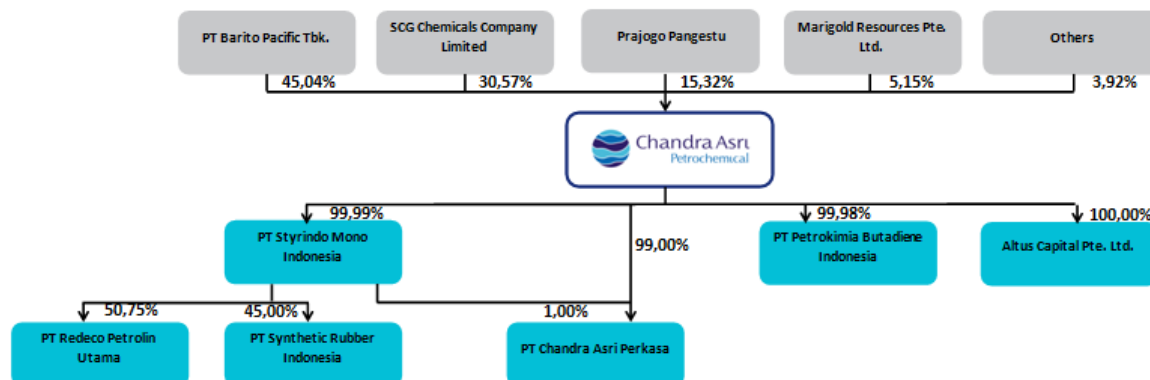 PT Barito Pacific Tbk.
SCG Chemicals Company
Limited
Prajogo Pangestu
Marigold Resources Pte.
Ltd.
Others
45,04%
30,57%
15,32%
5,15%
3,92%
Chandra Asri
Petrochemical
99,99%
99,00%
99,98%
100,00%
PT Styrindo Mono
Indonesia
PT Petrokimia Butadiene
Indonesia
Altus Capital Pte. Ltd.
50,75%
45,00%
1,00%
PT Redeco Petrolin
Utama
PT Synthetic Rubber
Indonesia
PT Chandra Asri Perkasa